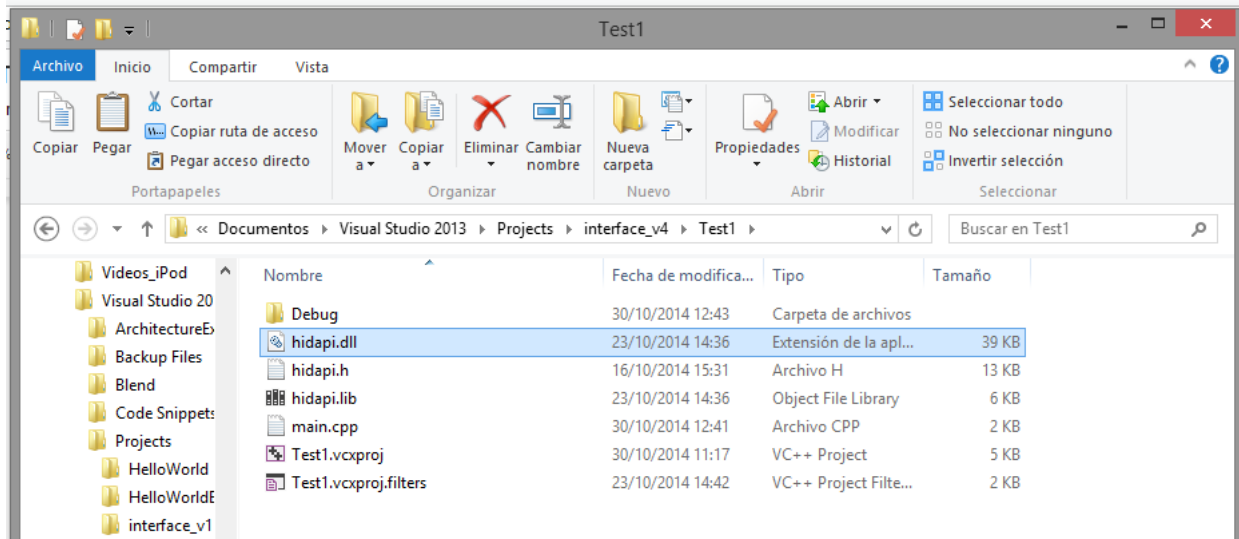 Test1
Archivo Inicio Compartir Vista
Copiar
Pegar
Cortar
Copiar ruta de acceso
Pegar acceso directo
Portapapeles
Mover a
Copiar a
Eliminar
Cambiar nombre
Organizar
Nueva carpeta
Nuevo
Propiedades
Abrir
Modificar
Historial
Abrir
Seleccionar todo
No seleccionar ninguno
Invertir selección
Seleccionar
« Documentos Visual Studio 2013 Projects interface_v4 Test1
Buscar en Test1
Videos_iPod
Visual Studio 20
ArchitectureEx
Backup Files
Blend
Code Snippets
Projects
HelloWorld
HelloWorldE
interface_v1
Nombre Fecha de modifica... Tipo Tamaño
Debug 30/10/2014 12:43 Carpeta de archivos
hidapi.dll 23/10/2014 14:36 Extensión de la apl... 39 KB
hidapi.h 16/10/2014 15:31 Archivo H 13 KB
hidapi.lib 23/10/2014 14:36 Object File Library 6 KB
main.cpp 30/10/2014 12:41 Archivo CPP 2 KB
Test1.vcxproj 30/10/2014 11:17 VC++ Project 5 KB
Test1.vcxproj.filters 23/10/2014 14:42 VC++ Project Filte... 2 KB